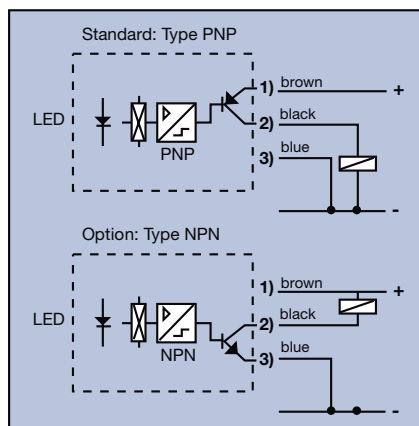 Standard: Type PNP
1) brown +
2) black
LED
3) blue
PNP
-
Option: Type NPN
1) brown +
2) black
LED
3) blue
NPN
-